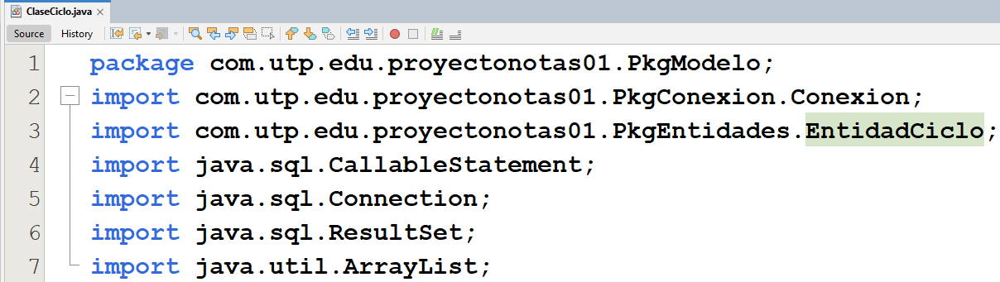 ClaseCiclo.java
Source History
1 package com.utp.edu.proyectonotas01.PkgModelo;
2 import com.utp.edu.proyectonotas01.PkgConexion.Conexion;
3 import com.utp.edu.proyectonotas01.PkgEntidades.EntidadCiclo;
4 import java.sql.CallableStatement;
5 import java.sql.Connection;
6 import java.sql.ResultSet;
7 import java.util.ArrayList;